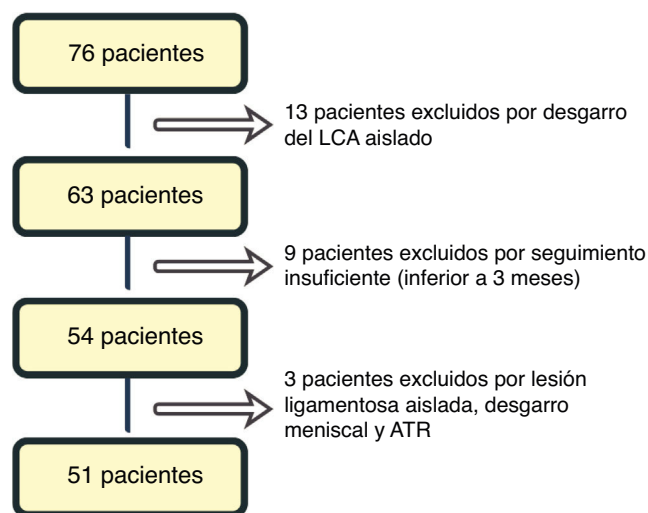 76 pacientes
13 pacientes excluidos por desgarro
del LCA aislado
63 pacientes
9 pacientes excluidos por seguimiento
insuficiente (inferior a 3 meses)
54 pacientes
3 pacientes excluidos por lesión
ligamentosa aislada, desgarro
meniscal y ATR
51 pacientes